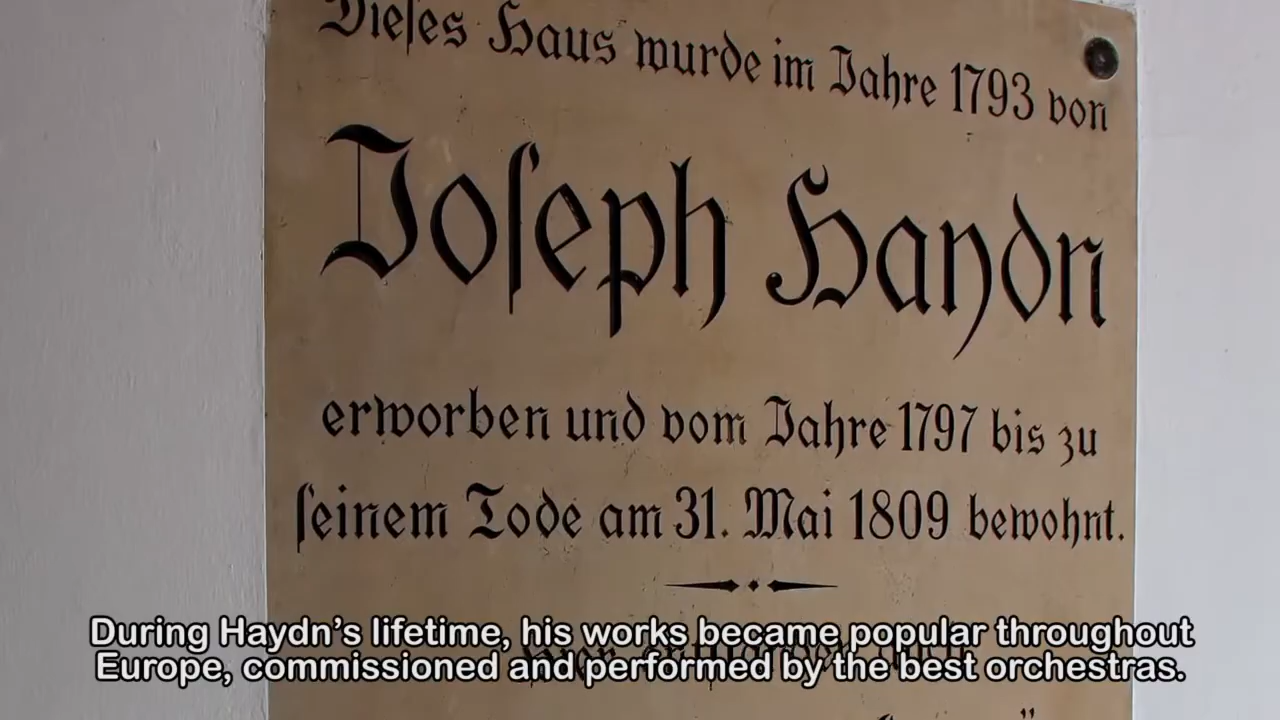 Dieſes Haus wurde im Jahre 1793 von
Joſeph Haydn
erworben und vom Jahre 1797 bis zu
ſeinem Tode am 31. Mai 1809 bewohnt.
During Haydn’s lifetime, his works became popular throughout
Europe, commissioned and performed by the best orchestras.